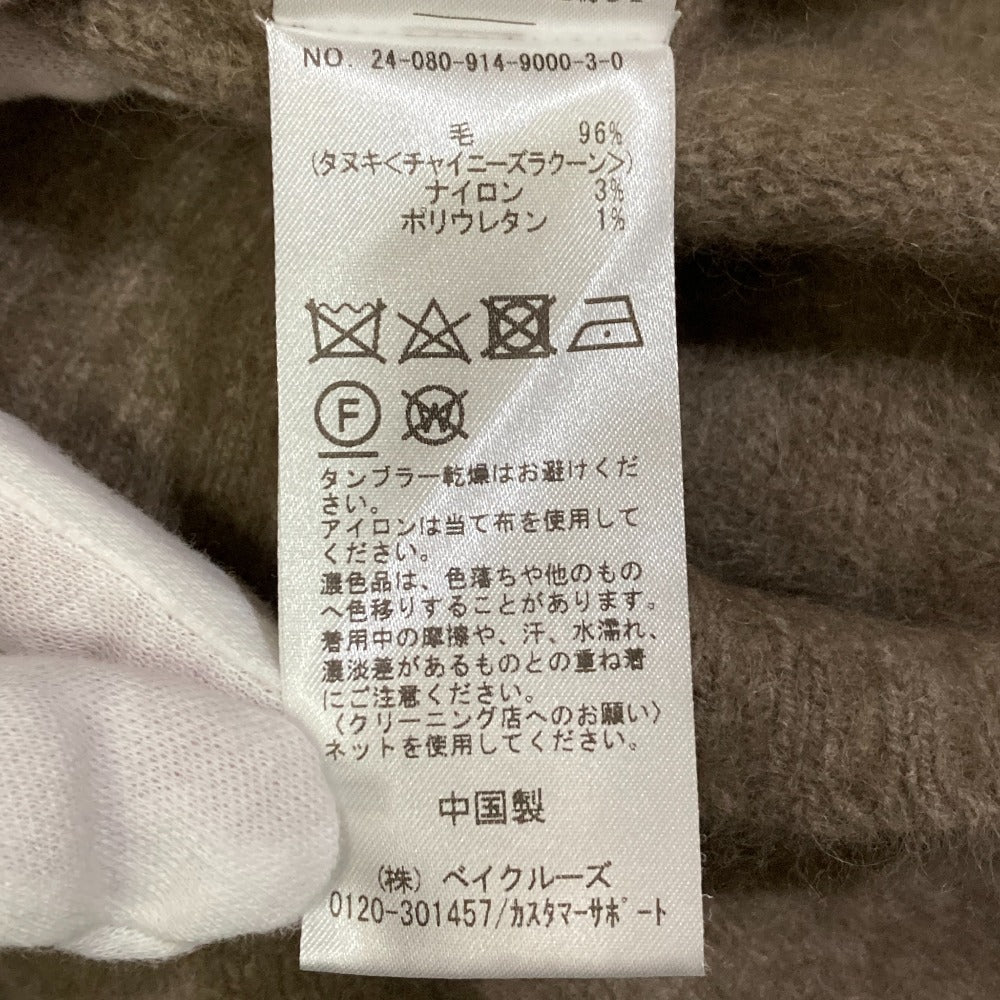 NO. 24-080-914-9000-3-0
毛 96%
(タヌキ<チャイニーズラクーン>)
ナイロン 3%
ポリウレタン 1%
F
W
タンブラー乾燥はお避けくだ
さい。
アイロンは当て布を使用して
ください。
濃色品は、色落ちや他のもの
へ色移りすることがあります。
着用中の摩擦や、汗、水濡れ、
濃淡差があるものとの重ね着
にご注意ください。
〈クリーニング店へのお願い〉
ネットを使用してください。
中国製
(株) ベイクルーズ
0120-301457/カスタマーサポート